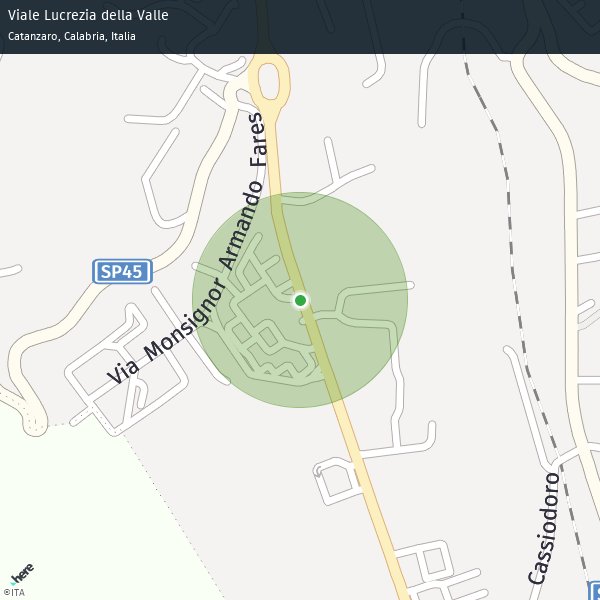 Viale Lucrezia della Valle
Catanzaro, Calabria, Italia
Via Monsignor Armando Fares
SP45
Cassiodoro
here
©ITA